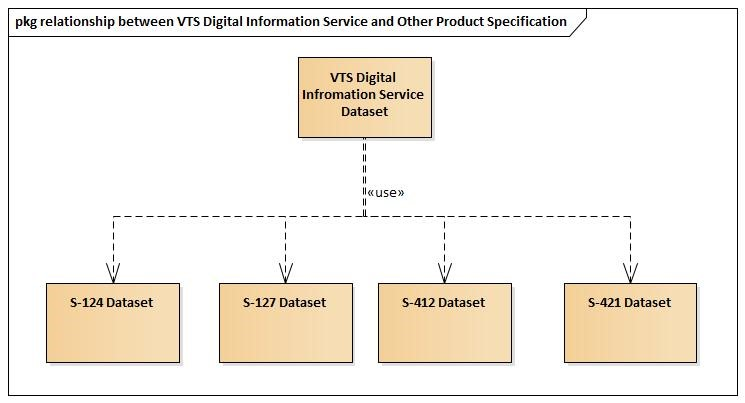 pkg relationship between VTS Digital Information Service and Other Product Specification
VTS Digital
Infromation Service
Dataset
«use»
S-124 Dataset
S-127 Dataset
S-412 Dataset
S-421 Dataset